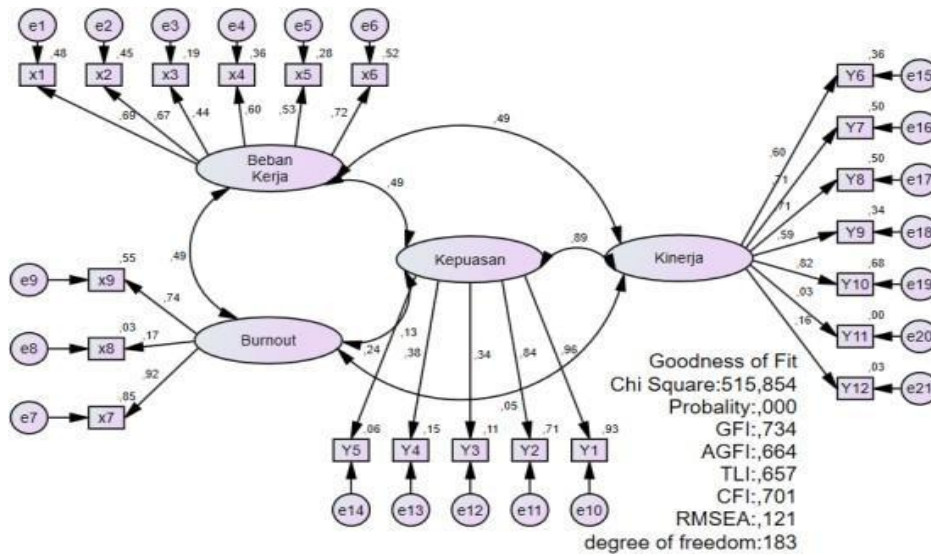 e1 e2 e3 e4 e5 e6
,48 ,45 ,19 ,36 ,28 ,52
x1 x2 x3 x4 x5 x6
,69 ,67 ,44 ,60 ,53 ,72
Beban
Kerja
,49
,49
,49
,36
Y6 e15
,50
Y7 e16
,60
,50
,71
Y8 e17
,71
,34
,59
Y9 e18
,89
Kepuasan
Kinerja
,82
,68
Y10 e19
,03
,00
Y11 e20
,16
,03
Y12 e21
,55
e9 x9
,74
,03
,17
e8 x8
Burnout
,92
,85
e7 x7
,13
,24
,38
,34
,84
,96
,05
,06 ,15 ,11 ,71 ,93
Y5 Y4 Y3 Y2 Y1
e14 e13 e12 e11 e10
Goodness of Fit
Chi Square:515,854
Probality:,000
GFI:,734
AGFI:,664
TLI:,657
CFI:,701
RMSEA:,121
degree of freedom:183